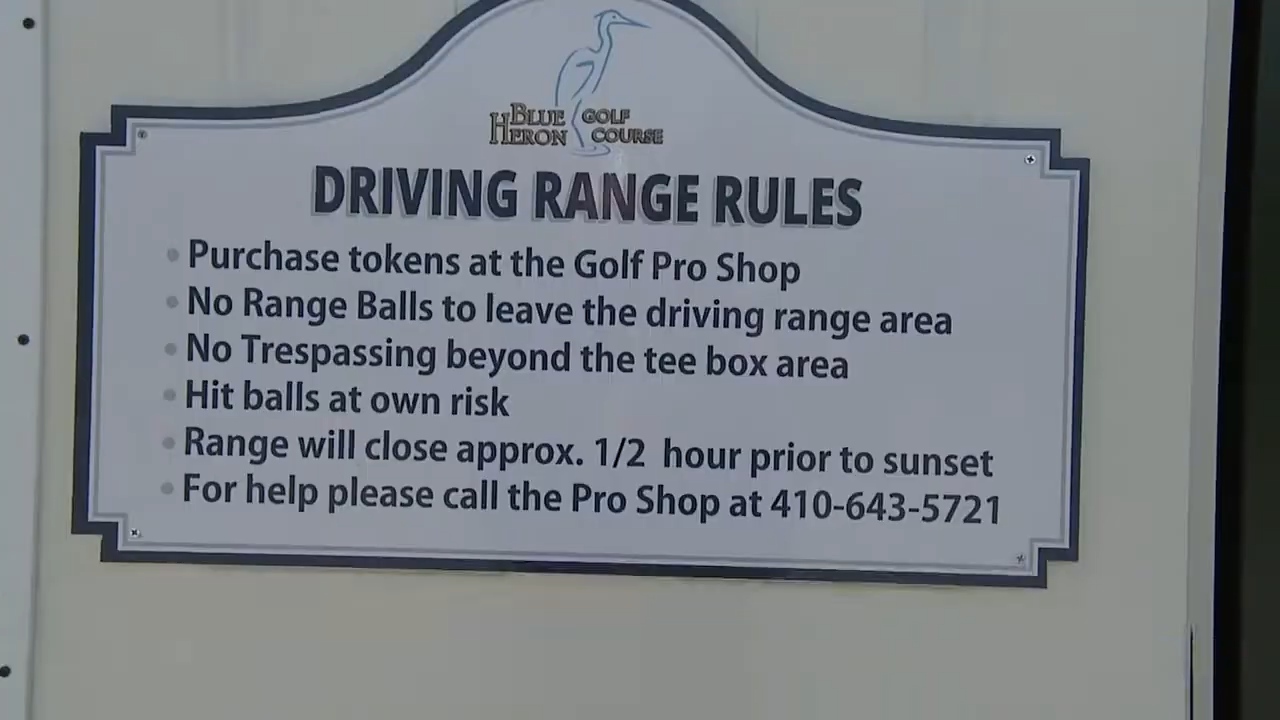 BLUE HERON GOLF COURSE
DRIVING RANGE RULES
• Purchase tokens at the Golf Pro Shop
• No Range Balls to leave the driving range area
• No Trespassing beyond the tee box area
• Hit balls at own risk
• Range will close approx. 1/2 hour prior to sunset
• For help please call the Pro Shop at 410-643-5721